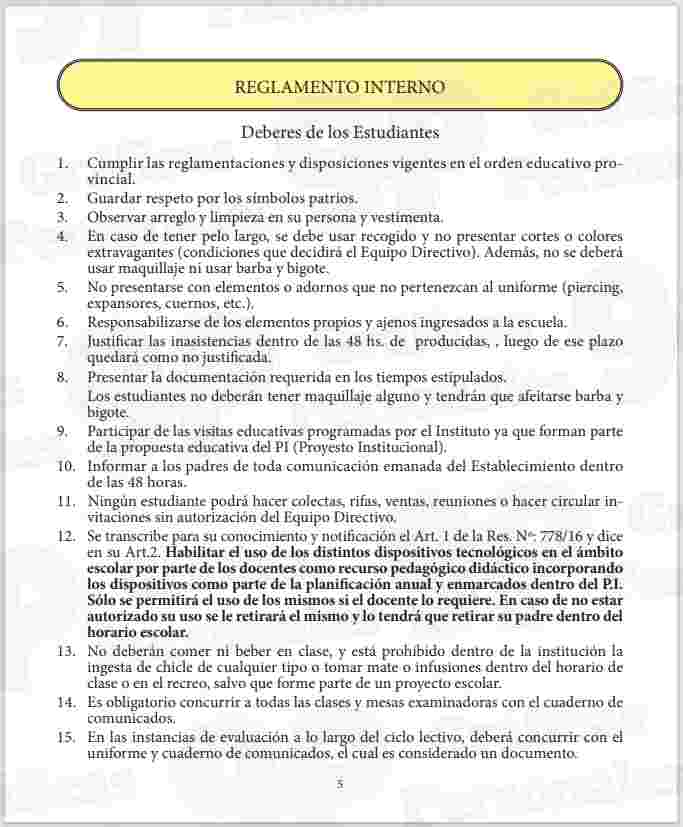 REGLAMENTO INTERNO
Deberes de los Estudiantes
1. Cumplir las reglamentaciones y disposiciones vigentes en el orden educativo pro-
vincial.
2. Guardar respeto por los símbolos patrios.
3. Observar arreglo y limpieza en su persona y vestimenta.
4. En caso de tener pelo largo, se debe usar recogido y no presentar cortes o colores
extravagantes (condiciones que decidirá el Equipo Directivo). Además, no se deberá
usar maquillaje ni usar barba y bigote.
5. No presentarse con elementos o adornos que no pertenezcan al uniforme (piercing,
expansores, cuernos, etc.).
6. Responsabilizarse de los elementos propios y ajenos ingresados a la escuela.
7. Justificar las inasistencias dentro de las 48 hs. de producidas, , luego de ese plazo
quedará como no justificada.
8. Presentar la documentación requerida en los tiempos estipulados.
Los estudiantes no deberán tener maquillaje alguno y tendrán que afeitarse barba y
bigote.
9. Participar de las visitas educativas programadas por el Instituto ya que forman parte
de la propuesta educativa del PI (Proyesto Institucional).
10. Informar a los padres de toda comunicación emanada del Establecimiento dentro
de las 48 horas.
11. Ningún estudiante podrá hacer colectas, rifas, ventas, reuniones o hacer circular in-
vitaciones sin autorización del Equipo Directivo.
12. Se transcribe para su conocimiento y notificación el Art. 1 de la Res. Nº: 778/16 y dice
en su Art.2. Habilitar el uso de los distintos dispositivos tecnológicos en el ámbito
escolar por parte de los docentes como recurso pedagógico didáctico incorporando
los dispositivos como parte de la planificación anual y enmarcados dentro del P.I.
Sólo se permitirá el uso de los mismos si el docente lo requiere. En caso de no estar
autorizado su uso se le retirará el mismo y lo tendrá que retirar su padre dentro del
horario escolar.
13. No deberán comer ni beber en clase, y está prohibido dentro de la institución la
ingesta de chicle de cualquier tipo o tomar mate o infusiones dentro del horario de
clase o en el recreo, salvo que forme parte de un proyecto escolar.
14. Es obligatorio concurrir a todas las clases y mesas examinadoras con el cuaderno de
comunicados.
15. En las instancias de evaluación a lo largo del ciclo lectivo, deberá concurrir con el
uniforme y cuaderno de comunicados, el cual es considerado un documento.
5